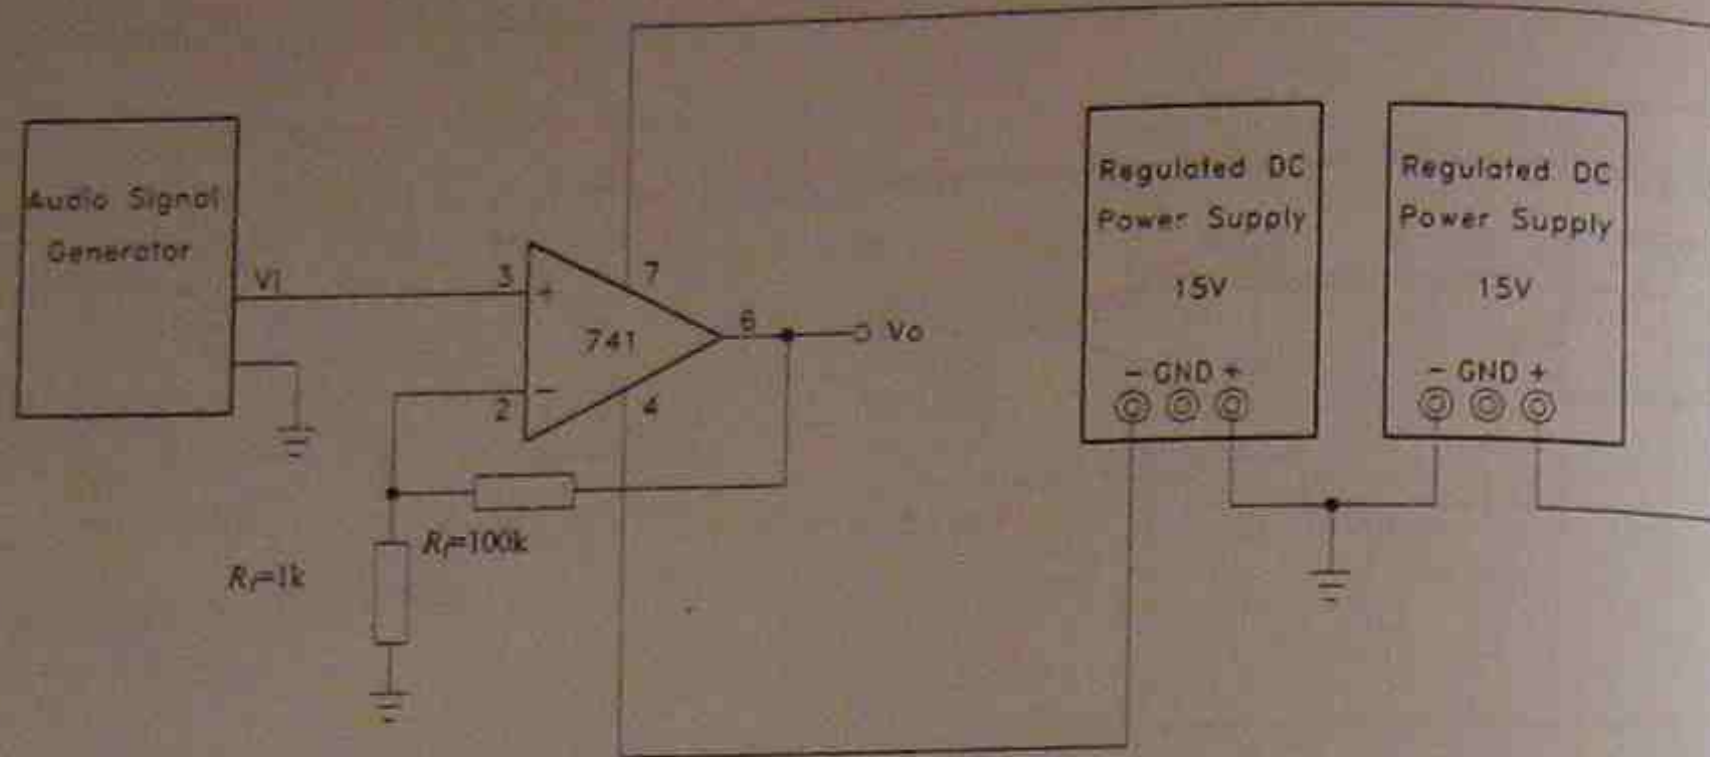 Audio Signal
Generator
Vi
3
+
7
741
6
Vo
2
−
4
Rf=100k
Ri=1k
Regulated DC
Power Supply
15V
- GND +
Regulated DC
Power Supply
15V
- GND +